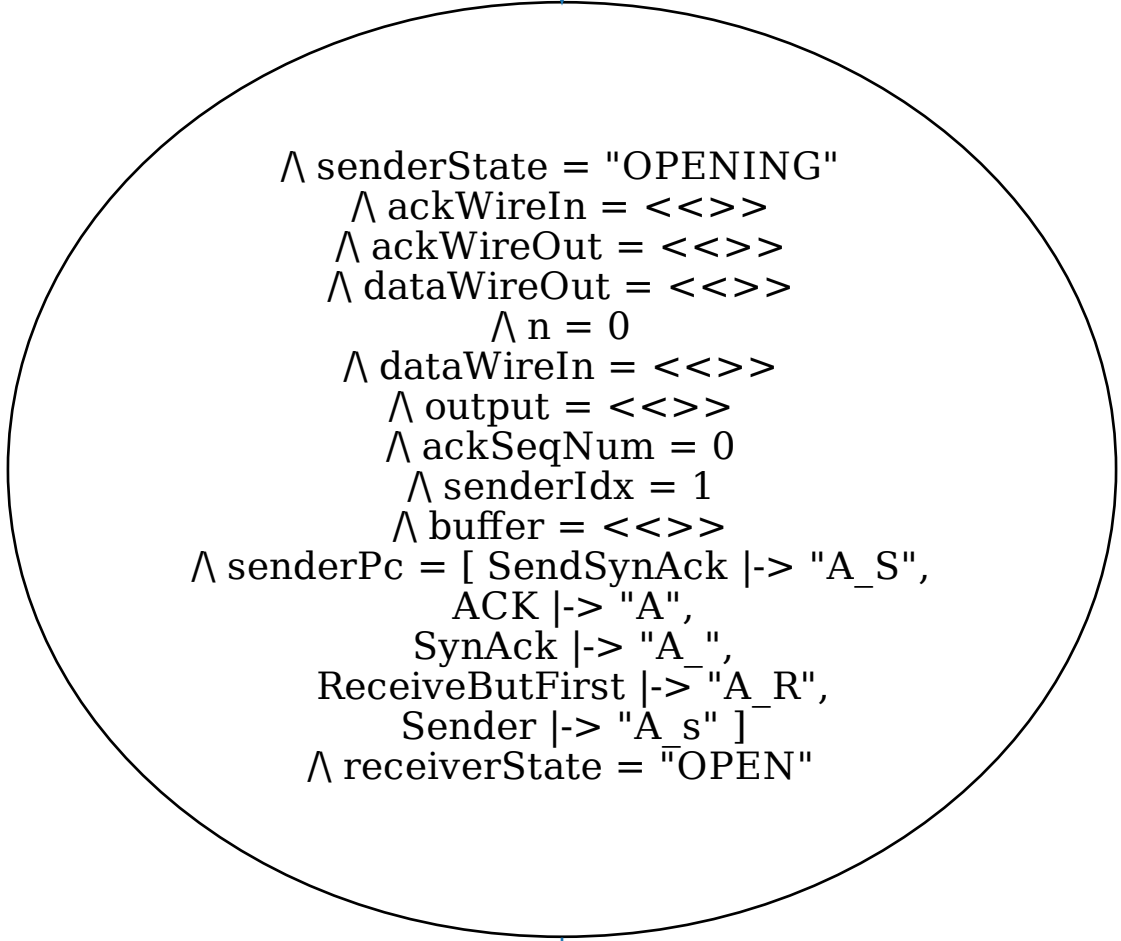 /\ senderState = "OPENING"
/\ ackWireIn = <<>>
/\ ackWireOut = <<>>
/\ dataWireOut = <<>>
/\ n = 0
/\ dataWireIn = <<>>
/\ output = <<>>
/\ ackSeqNum = 0
/\ senderIdx = 1
/\ buffer = <<>>
/\ senderPc = [ SendSynAck |-> "A_S",
ACK |-> "A",
SynAck |-> "A_",
ReceiveButFirst |-> "A_R",
Sender |-> "A_s" ]
/\ receiverState = "OPEN"